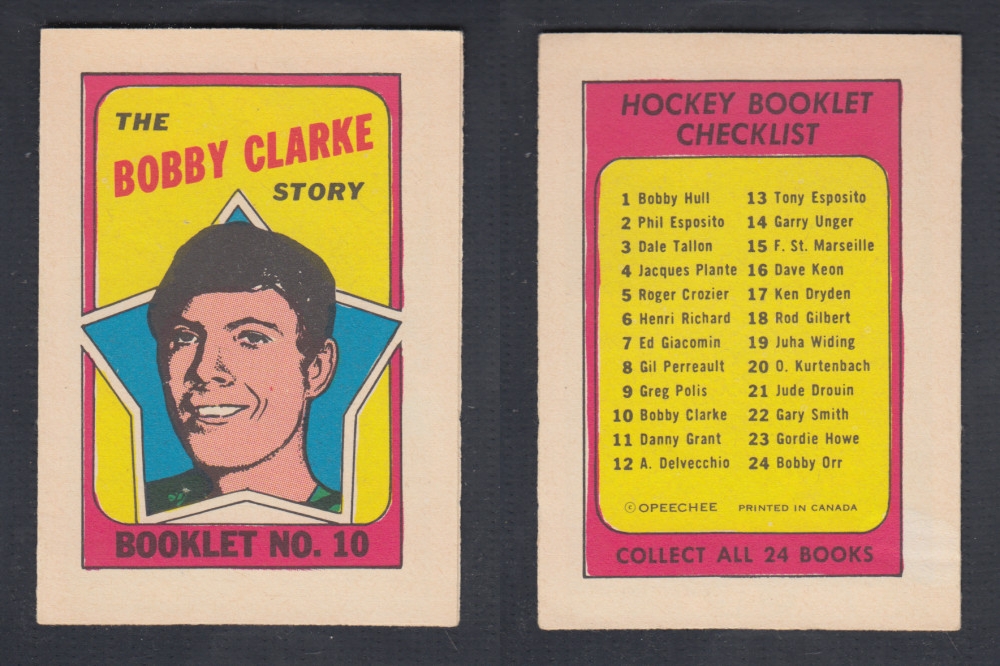 THE
BOBBY CLARKE
STORY
BOOKLET NO. 10
HOCKEY BOOKLET
CHECKLIST
1 Bobby Hull 13 Tony Esposito
2 Phil Esposito 14 Garry Unger
3 Dale Tallon 15 F. St. Marseille
4 Jacques Plante 16 Dave Keon
5 Roger Crozier 17 Ken Dryden
6 Henri Richard 18 Rod Gilbert
7 Ed Giacomin 19 Juha Widing
8 Gil Perreault 20 O. Kurtenbach
9 Greg Polis 21 Jude Drouin
10 Bobby Clarke 22 Gary Smith
11 Danny Grant 23 Gordie Howe
12 A. Delvecchio 24 Bobby Orr
© OPEECHEE PRINTED IN CANADA
COLLECT ALL 24 BOOKS